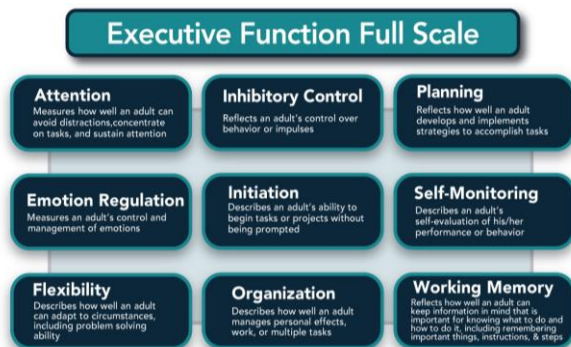 Executive Function Full Scale
Attention
Measures how well an adult can
avoid distractions,concentrate
on tasks, and sustain attention
Inhibitory Control
Reflects an adult's control over
behavior or impulses
Planning
Reflects how well an adult
develops and implements
strategies to accomplish tasks
Emotion Regulation
Measures an adult's control and
management of emotions
Initiation
Describes an adult's ability to
begin tasks or projects without
being prompted
Self-Monitoring
Describes an adult's
self-evaluation of his/her
performance or behavior
Flexibility
Describes how well an adult
can adapt to circumstances,
including problem solving
ability
Organization
Describes how well an adult
manages personal effects,
work, or multiple tasks
Working Memory
Reflects how well an adult can
keep information in mind that is
important for knowing what to do and
how to do it, including remembering
important things, instructions, & steps